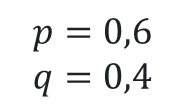 p = 0,6
q = 0,4